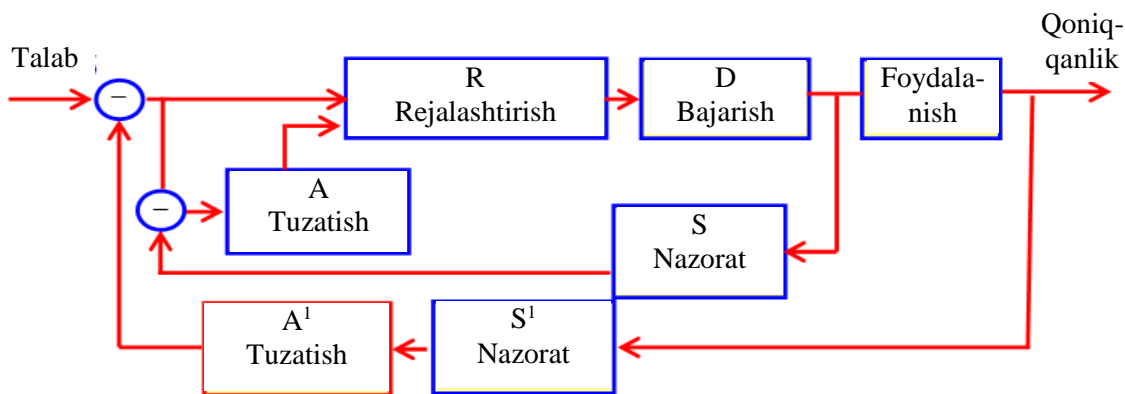 Talab
−
R
Rejalashtirish
D
Bajarish
Foydala-
nish
Qoniq-
qanlik
−
A
Tuzatish
S
Nazorat
A¹
Tuzatish
S¹
Nazorat